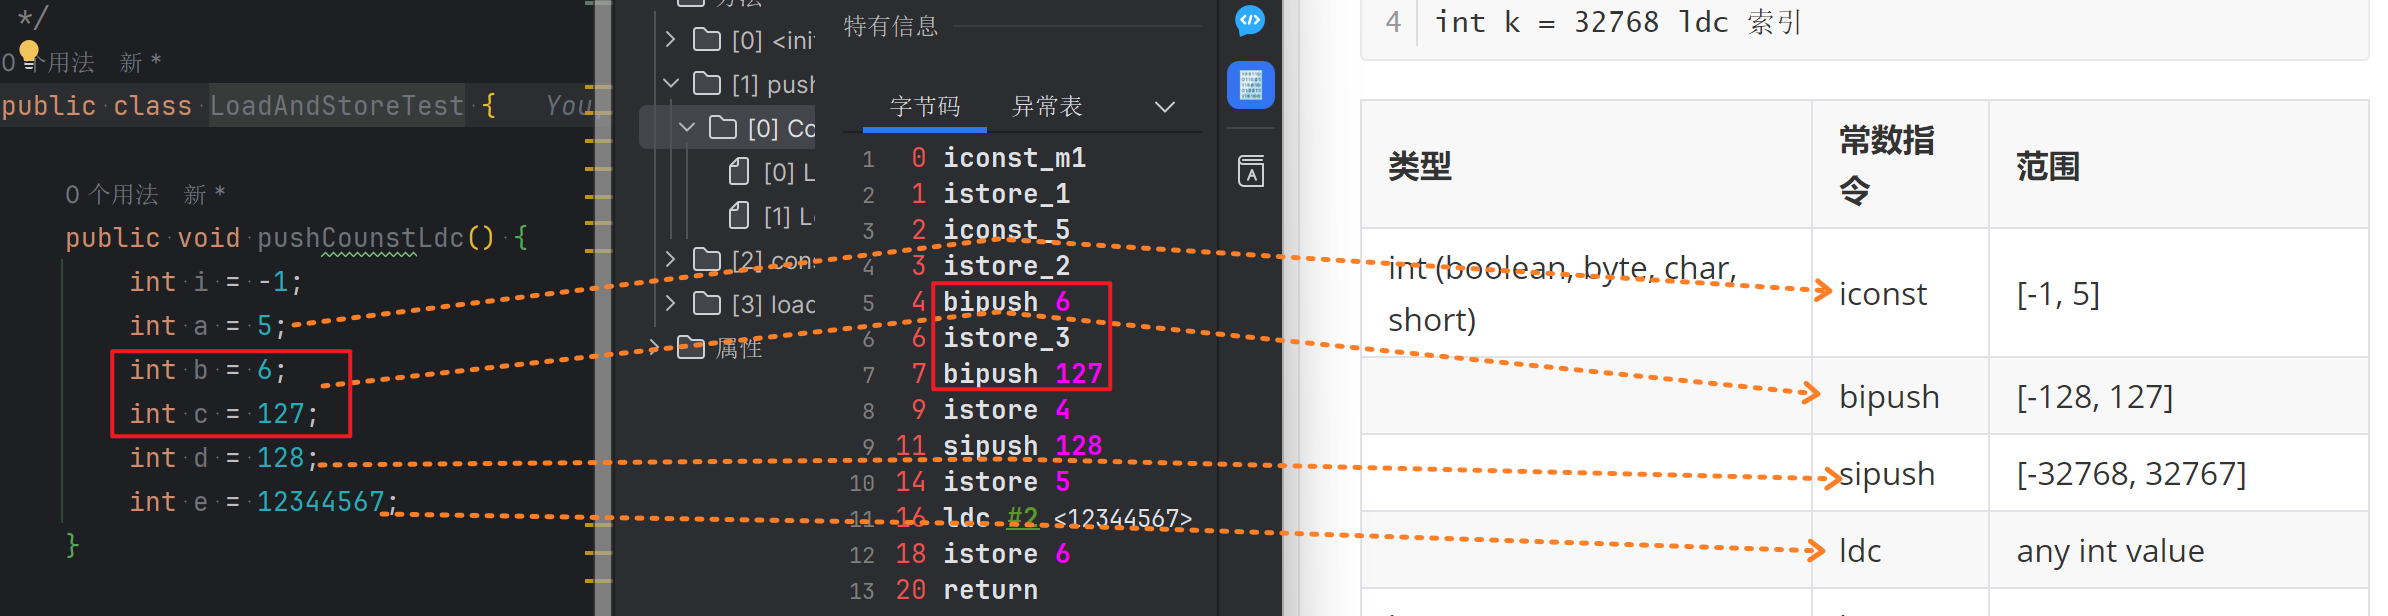 */
0 个用法 新 *
public class LoadAndStoreTest {
0 个用法 新 *
public void pushCounstLdc() {
int i = -1;
int a = 5;
int b = 6;
int c = 127;
int d = 128;
int e = 12344567;
}
方法
[0] <init
[1] push
[0] Co
[0] L
[1] Lo
[2] con
[3] load
属性
特有信息
字节码 异常表
1 0 iconst_m1
2 1 istore_1
3 2 iconst_5
4 3 istore_2
5 4 bipush 6
6 6 istore_3
7 7 bipush 127
8 9 istore 4
9 11 sipush 128
10 14 istore 5
11 16 ldc #2 <12344567>
12 18 istore 6
13 20 return
4 int k = 32768 ldc 索引
类型 常数指令 范围
int (boolean, byte, char, short) iconst [-1, 5]
bipush [-128, 127]
sipush [-32768, 32767]
ldc any int value